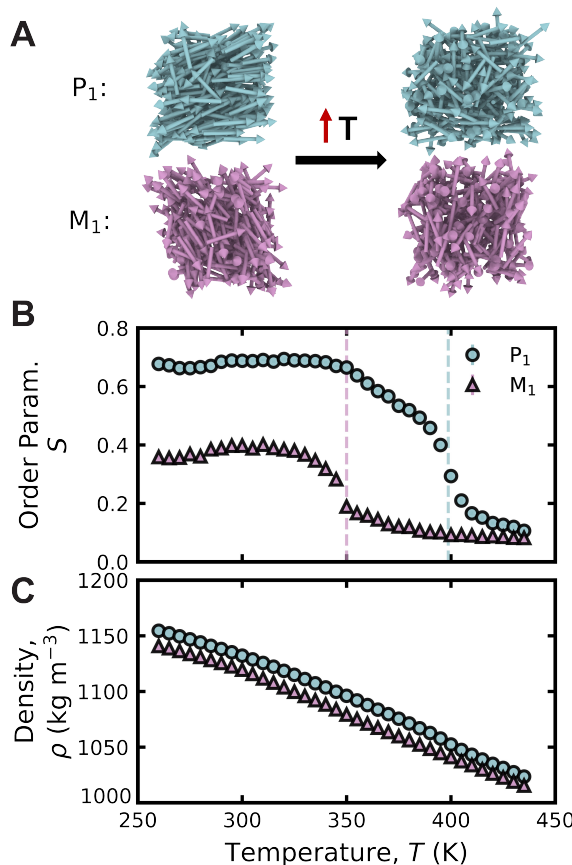 A
P₁:
↑ T
M₁:
B
0.8
0.6
0.4
0.2
0.0
Order Param.
S
P₁
M₁
C
1200
1150
1100
1050
1000
Density,
ρ (kg m⁻³)
250 300 350 400 450
Temperature, T (K)